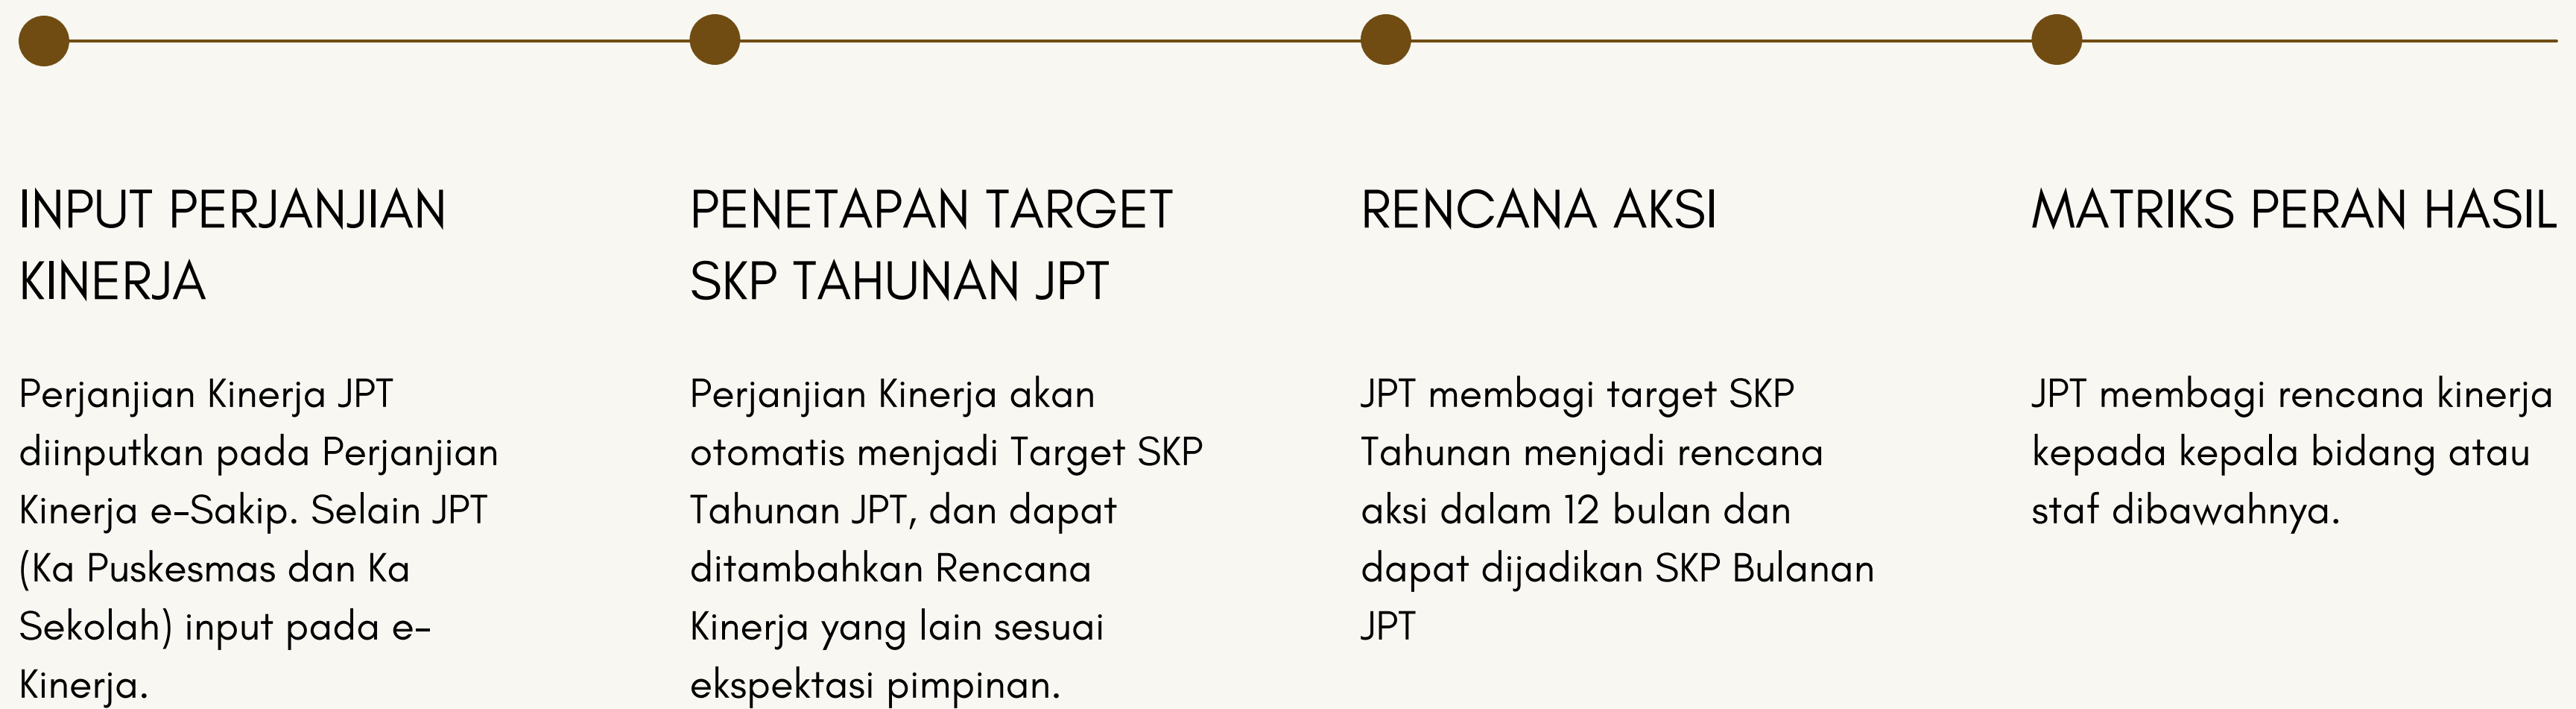 INPUT PERJANJIAN
KINERJA
Perjanjian Kinerja JPT
diinputkan pada Perjanjian
Kinerja e-Sakip. Selain JPT
(Ka Puskesmas dan Ka
Sekolah) input pada e-
Kinerja.
PENETAPAN TARGET
SKP TAHUNAN JPT
Perjanjian Kinerja akan
otomatis menjadi Target SKP
Tahunan JPT, dan dapat
ditambahkan Rencana
Kinerja yang lain sesuai
ekspektasi pimpinan.
RENCANA AKSI
JPT membagi target SKP
Tahunan menjadi rencana
aksi dalam 12 bulan dan
dapat dijadikan SKP Bulanan
JPT
MATRIKS PERAN HASIL
JPT membagi rencana kinerja
kepada kepala bidang atau
staf dibawahnya.